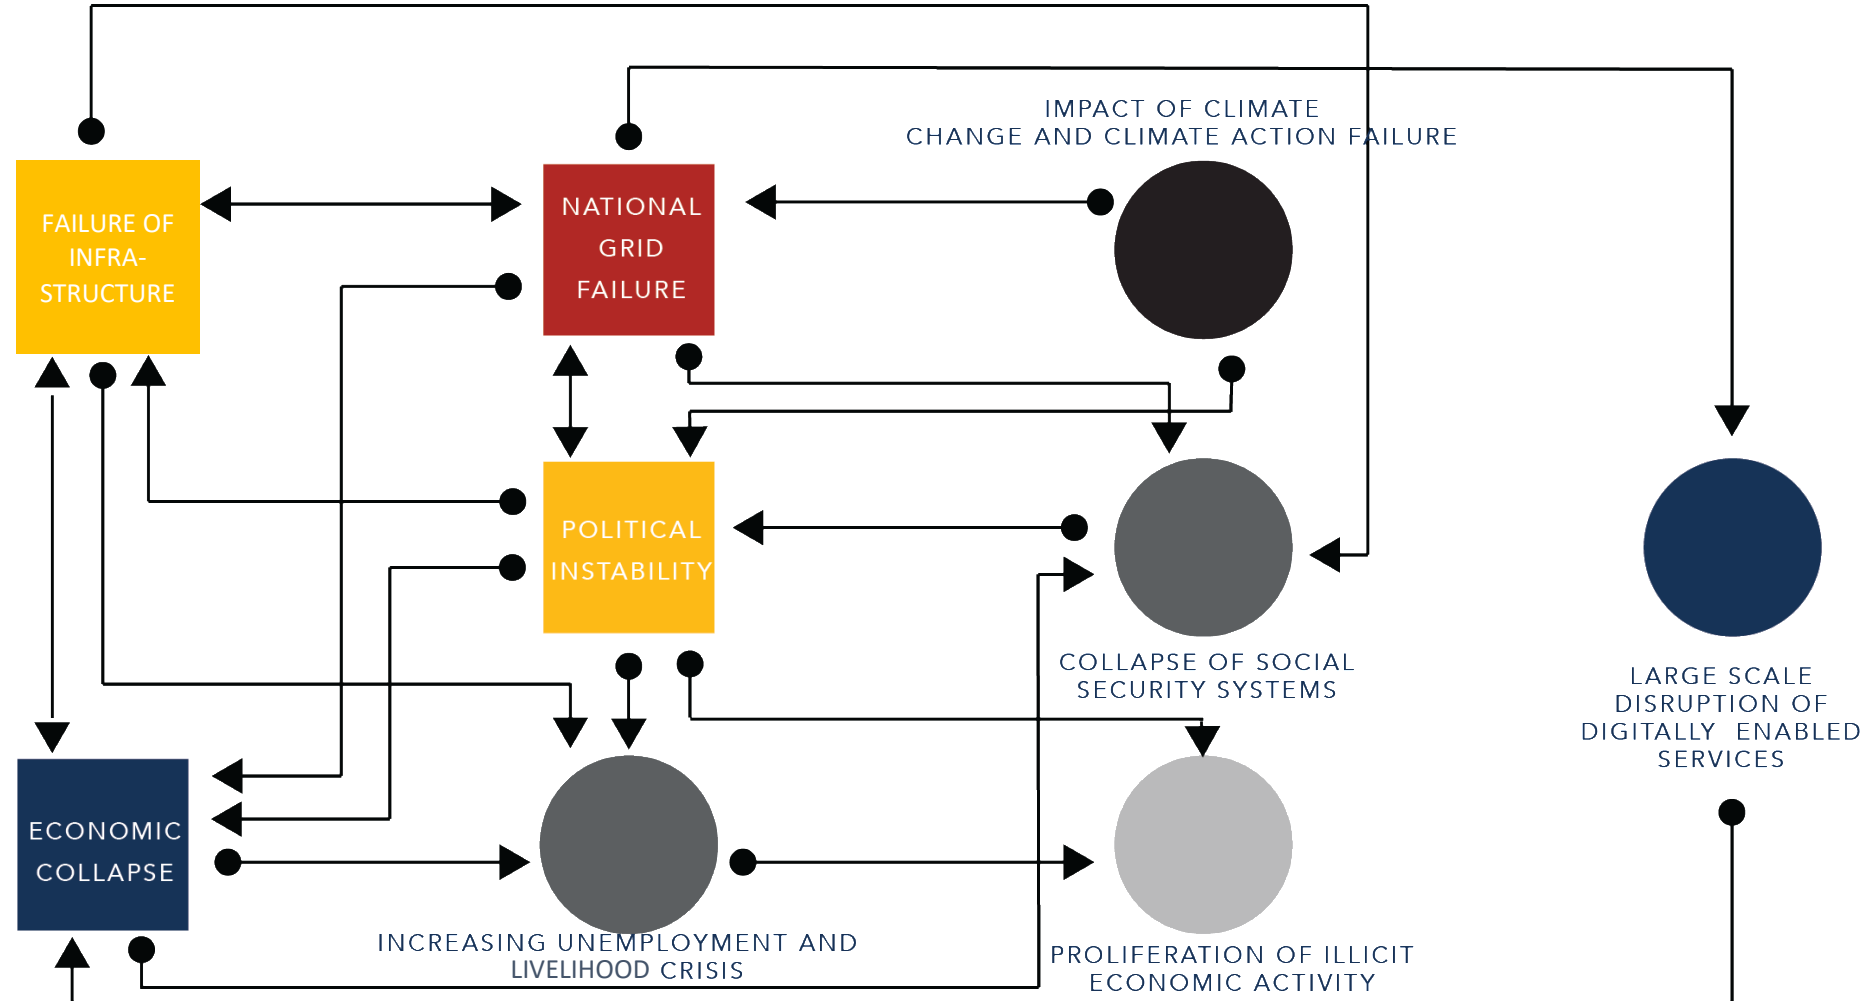 IMPACT OF CLIMATE
CHANGE AND CLIMATE ACTION FAILURE
FAILURE OF
INFRA-
STRUCTURE
NATIONAL
GRID
FAILURE
POLITICAL
INSTABILITY
COLLAPSE OF SOCIAL
SECURITY SYSTEMS
LARGE SCALE
DISRUPTION OF
DIGITALLY ENABLED
SERVICES
ECONOMIC
COLLAPSE
INCREASING UNEMPLOYMENT AND
LIVELIHOOD CRISIS
PROLIFERATION OF ILLICIT
ECONOMIC ACTIVITY